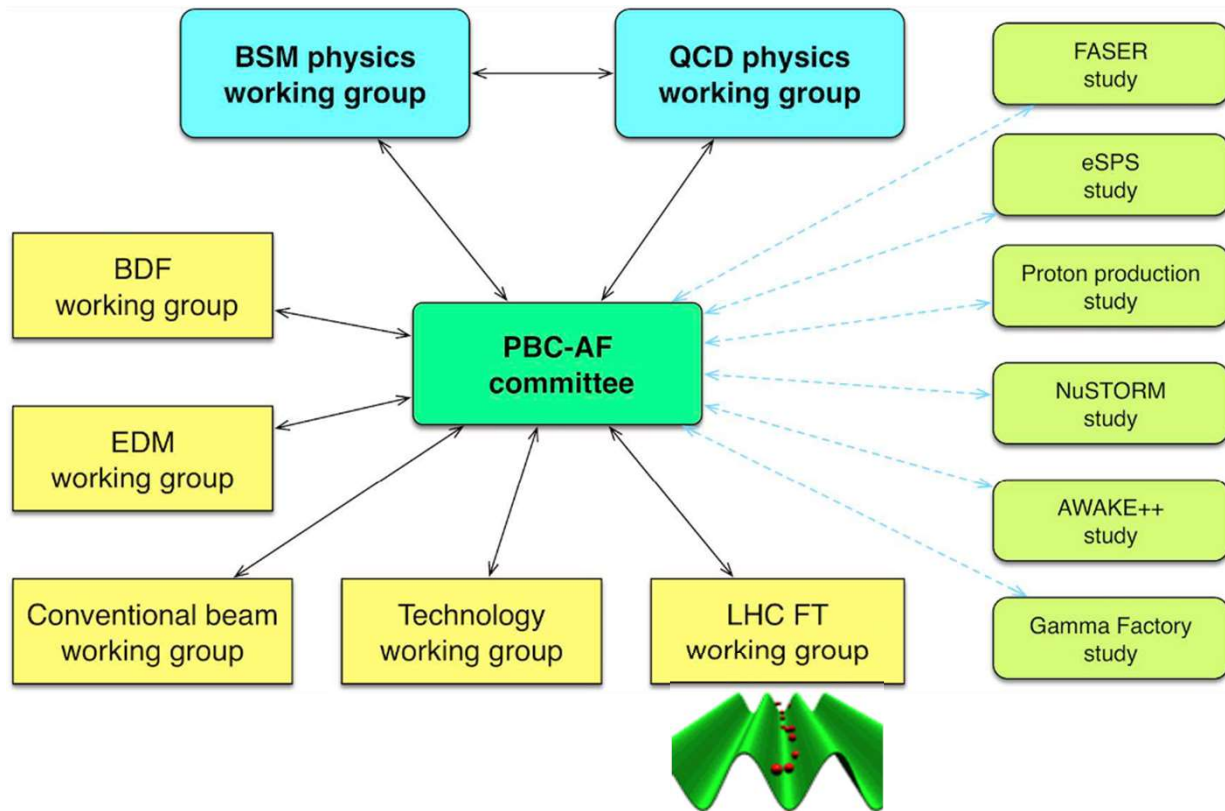 BSM physics
working group
QCD physics
working group
FASER
study
eSPS
study
BDF
working group
Proton production
study
PBC-AF
committee
NuSTORM
study
EDM
working group
AWAKE++
study
Conventional beam
working group
Technology
working group
LHC FT
working group
Gamma Factory
study